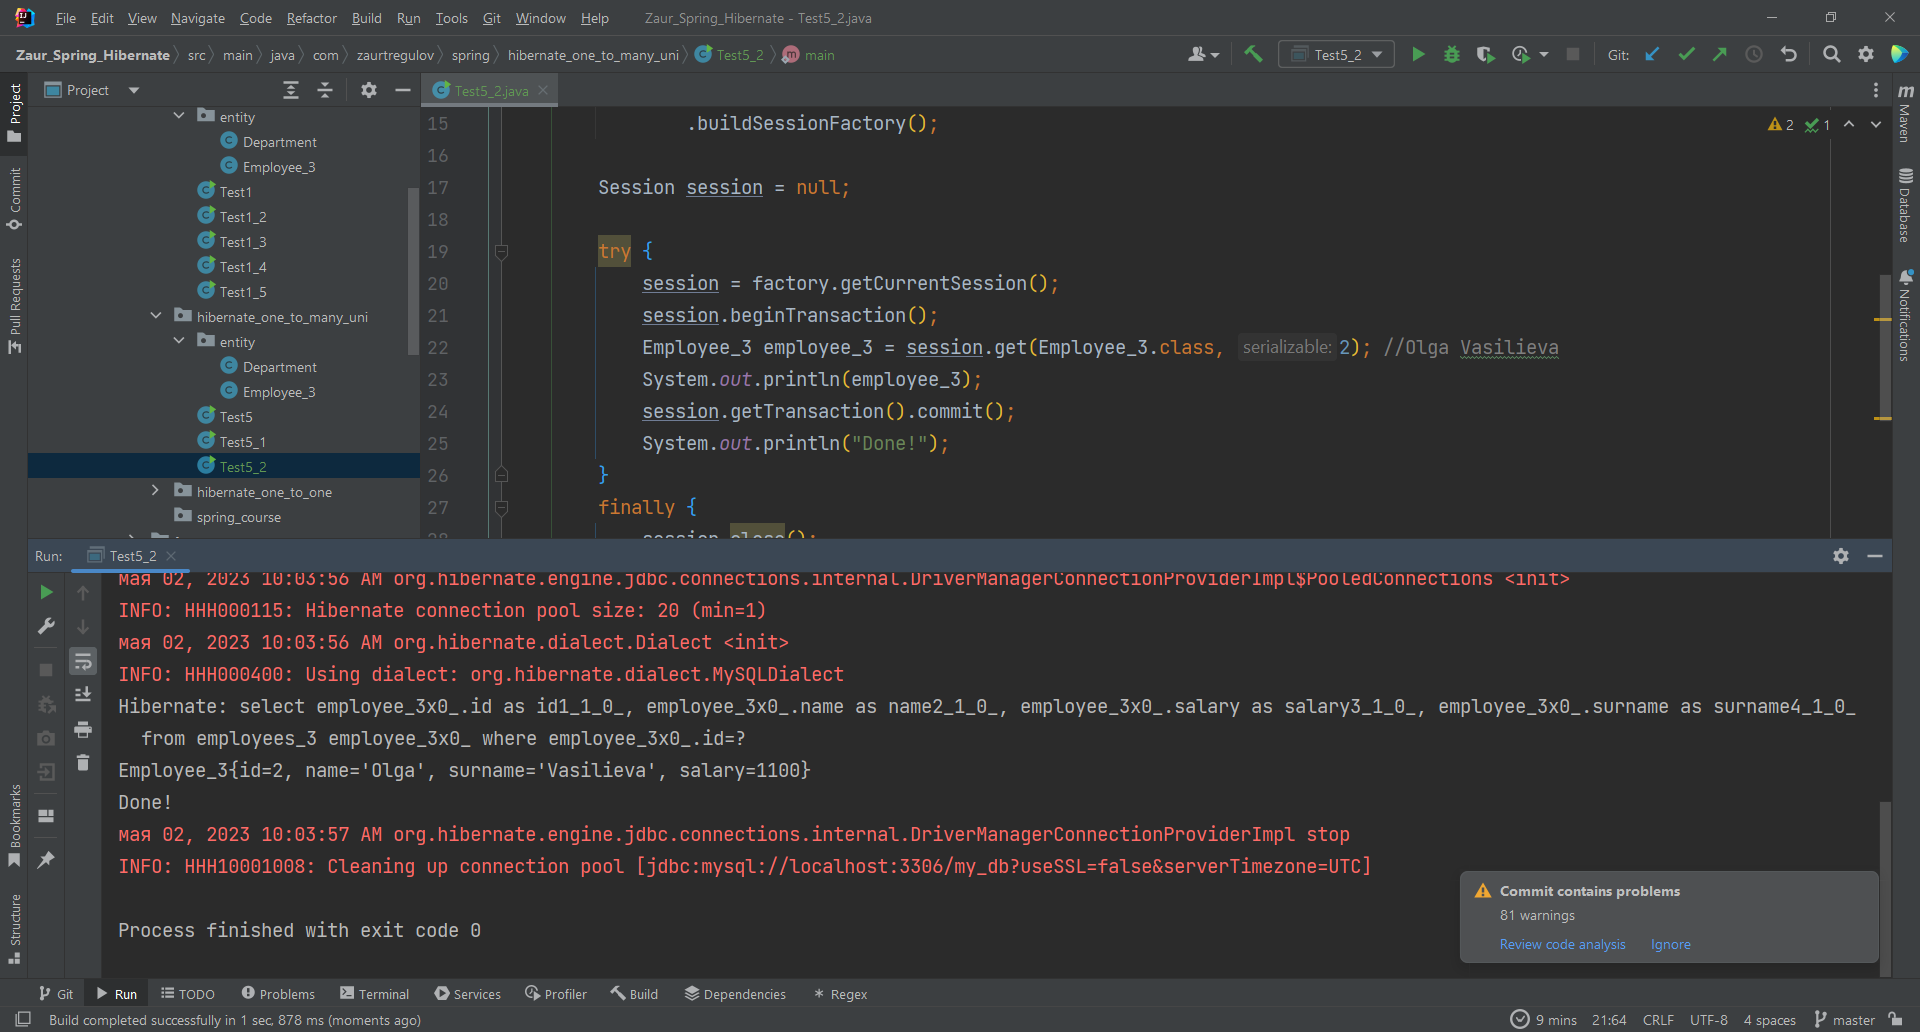 File Edit View Navigate Code Refactor Build Run Tools Git Window Help Zaur_Spring_Hibernate - Test5_2.java
Zaur_Spring_Hibernate src main java com zaurtregulov spring hibernate_one_to_many_uni Test5_2 main Test5_2 Git:
Project
Test5_2.java
entity
Department
Employee_3
Test1
Test1_2
Test1_3
Test1_4
Test1_5
hibernate_one_to_many_uni
entity
Department
Employee_3
Test5
Test5_1
Test5_2
hibernate_one_to_one
spring_course
Project
Commit
Pull Requests
Bookmarks
Structure
15 .buildSessionFactory();
16
17 Session session = null;
18
19 try {
20 session = factory.getCurrentSession();
21 session.beginTransaction();
22 Employee_3 employee_3 = session.get(Employee_3.class, serializable: 2); //Olga Vasilieva
23 System.out.println(employee_3);
24 session.getTransaction().commit();
25 System.out.println("Done!");
26 }
27 finally {
28 session.close();
2 1
Maven
Database
Notifications
Run: Test5_2
мая 02, 2023 10:03:56 AM org.hibernate.engine.jdbc.connections.internal.DriverManagerConnectionProviderImpl$PooledConnections <init>
INFO: HHH000115: Hibernate connection pool size: 20 (min=1)
мая 02, 2023 10:03:56 AM org.hibernate.dialect.Dialect <init>
INFO: HHH000400: Using dialect: org.hibernate.dialect.MySQLDialect
Hibernate: select employee_3x0_.id as id1_1_0_, employee_3x0_.name as name2_1_0_, employee_3x0_.salary as salary3_1_0_, employee_3x0_.surname as surname4_1_0_
from employees_3 employee_3x0_ where employee_3x0_.id=?
Employee_3{id=2, name='Olga', surname='Vasilieva', salary=1100}
Done!
мая 02, 2023 10:03:57 AM org.hibernate.engine.jdbc.connections.internal.DriverManagerConnectionProviderImpl stop
INFO: HHH10001008: Cleaning up connection pool [jdbc:mysql://localhost:3306/my_db?useSSL=false&serverTimezone=UTC]
Process finished with exit code 0
Commit contains problems
81 warnings
Review code analysis Ignore
Git Run TODO Problems Terminal Services Profiler Build Dependencies Regex
Build completed successfully in 1 sec, 878 ms (moments ago) 9 mins 21:64 CRLF UTF-8 4 spaces master